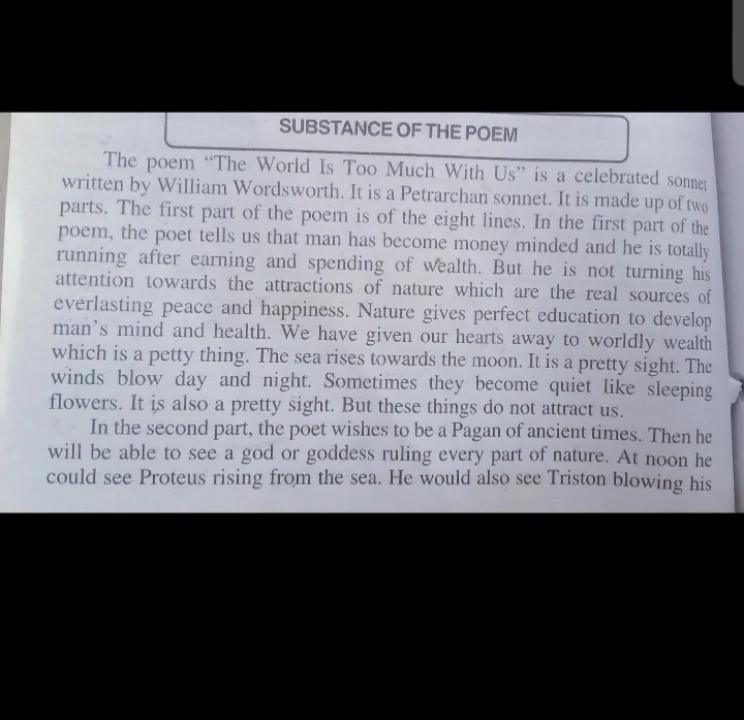 SUBSTANCE OF THE POEM
The poem “The World Is Too Much With Us” is a celebrated sonnet
written by William Wordsworth. It is a Petrarchan sonnet. It is made up of two
parts. The first part of the poem is of the eight lines. In the first part of the
poem, the poet tells us that man has become money minded and he is totally
running after earning and spending of wealth. But he is not turning his
attention towards the attractions of nature which are the real sources of
everlasting peace and happiness. Nature gives perfect education to develop
man's mind and health. We have given our hearts away to worldly wealth
which is a petty thing. The sea rises towards the moon. It is a pretty sight. The
winds blow day and night. Sometimes they become quiet like sleeping
flowers. It is also a pretty sight. But these things do not attract us.
In the second part, the poet wishes to be a Pagan of ancient times. Then he
will be able to see a god or goddess ruling every part of nature. At noon he
could see Proteus rising from the sea. He would also see Triston blowing his